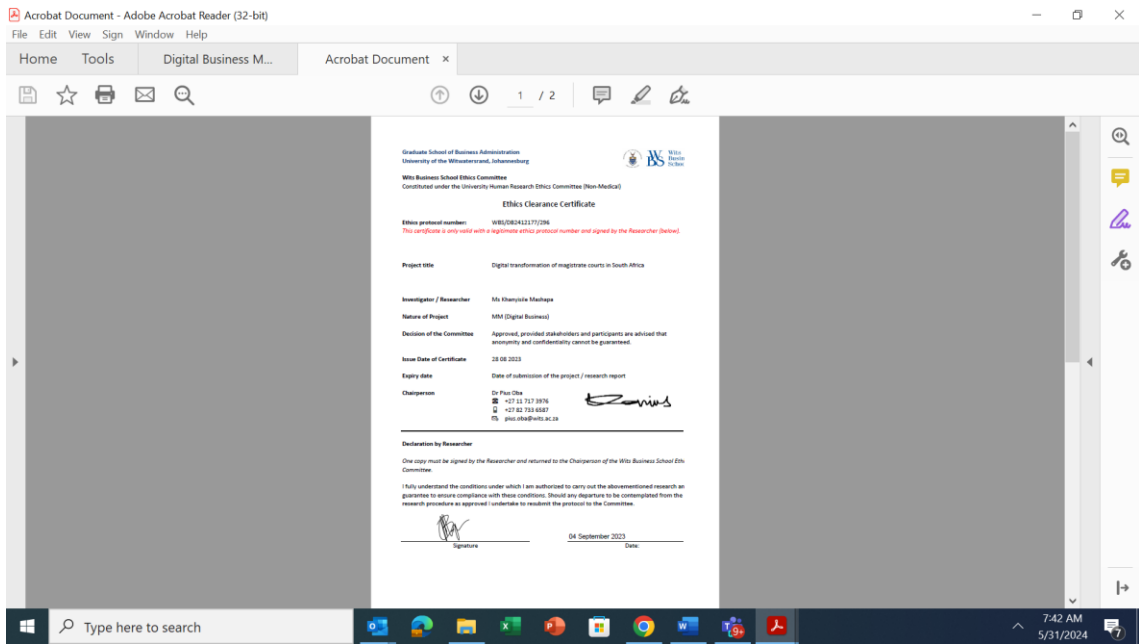 Acrobat Document - Adobe Acrobat Reader (32-bit)
File Edit View Sign Window Help
Home Tools Digital Business M... Acrobat Document ×
1 / 2
Graduate School of Business Administration
University of the Witwatersrand, Johannesburg
WBS Wits
Wits Business School Ethics Committee
Constituted under the University Human Research Ethics Committee (Non-Medical)
Ethics Clearance Certificate
Ethics protocol number: WBS/DB2412177/296
This certificate is only valid with a legitimate ethics protocol number and signed by the Researcher (below).
Project title Digital transformation of magistrate courts in South Africa
Investigator / Researcher Ms Khanyisile Mashapa
Nature of Project MM (Digital Business)
Decision of the Committee Approved, provided stakeholders and participants are advised that
anonymity and confidentiality cannot be guaranteed.
Issue Date of Certificate 28 08 2023
Expiry date Date of submission of the project / research report
Chairperson Dr Pius Oba
+27 11 717 3976
+27 82 733 6587
pius.oba@wits.ac.za
Declaration by Researcher
One copy must be signed by the Researcher and returned to the Chairperson of the Wits Business School Eth
Committee.
I fully understand the conditions under which I am authorized to carry out the abovementioned research an
guarantee to ensure compliance with these conditions. Should any departure to be contemplated from the
research procedure as approved I undertake to resubmit the protocol to the Committee.
04 September 2023
Signature Date:
Type here to search
9+
7:42 AM
5/31/2024
7